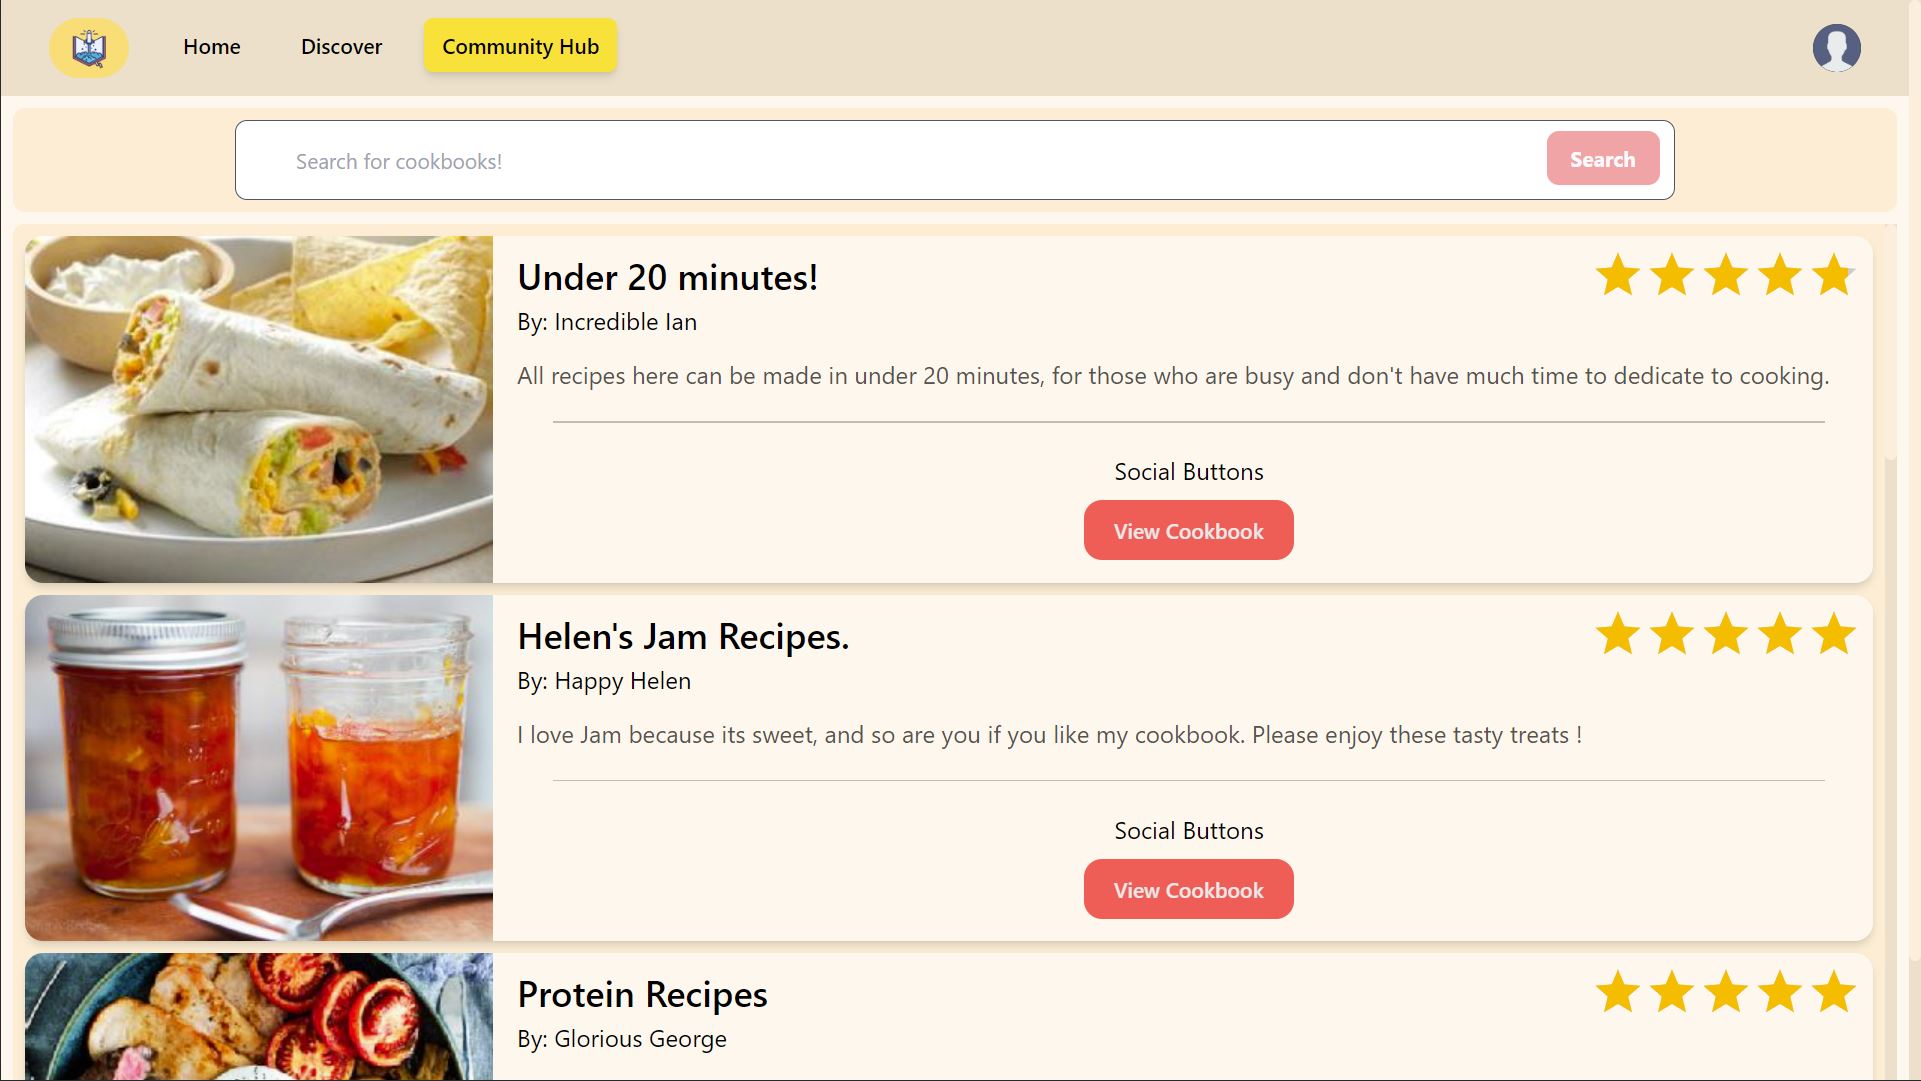 Home
Discover
Community Hub
Search for cookbooks!
Search
Under 20 minutes!
By: Incredible Ian
All recipes here can be made in under 20 minutes, for those who are busy and don't have much time to dedicate to cooking.
Social Buttons
View Cookbook
Helen's Jam Recipes.
By: Happy Helen
I love Jam because its sweet, and so are you if you like my cookbook. Please enjoy these tasty treats !
Social Buttons
View Cookbook
Protein Recipes
By: Glorious George